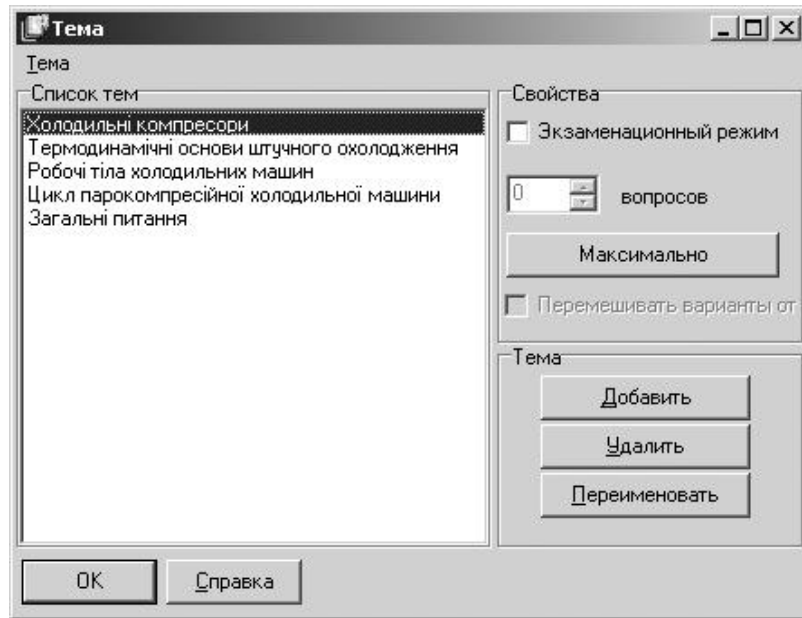 Тема
Тема
Список тем
Холодильні компресори
Термодинамічні основи штучного охолодження
Робочі тіла холодильних машин
Цикл парокомпресійної холодильної машини
Загальні питання
Свойства
Экзаменационный режим
0 вопросов
Максимально
Перемешивать варианты от
Тема
Добавить
Удалить
Переименовать
OK
Справка